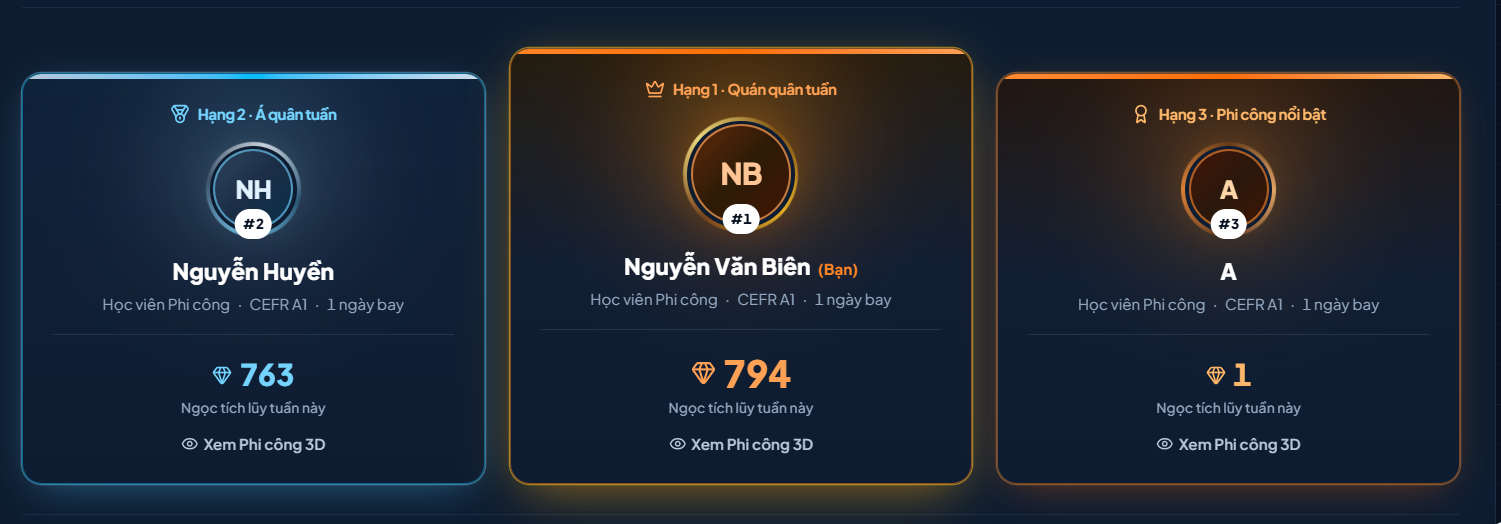 Hạng 2 · Á quân tuần
NH
#2
Nguyễn Huyền
Học viên Phi công · CEFR A1 · 1 ngày bay
763
Ngọc tích lũy tuần này
Xem Phi công 3D
Hạng 1 · Quán quân tuần
NB
#1
Nguyễn Văn Biên (Bạn)
Học viên Phi công · CEFR A1 · 1 ngày bay
794
Ngọc tích lũy tuần này
Xem Phi công 3D
Hạng 3 · Phi công nổi bật
A
#3
A
Học viên Phi công · CEFR A1 · 1 ngày bay
1
Ngọc tích lũy tuần này
Xem Phi công 3D